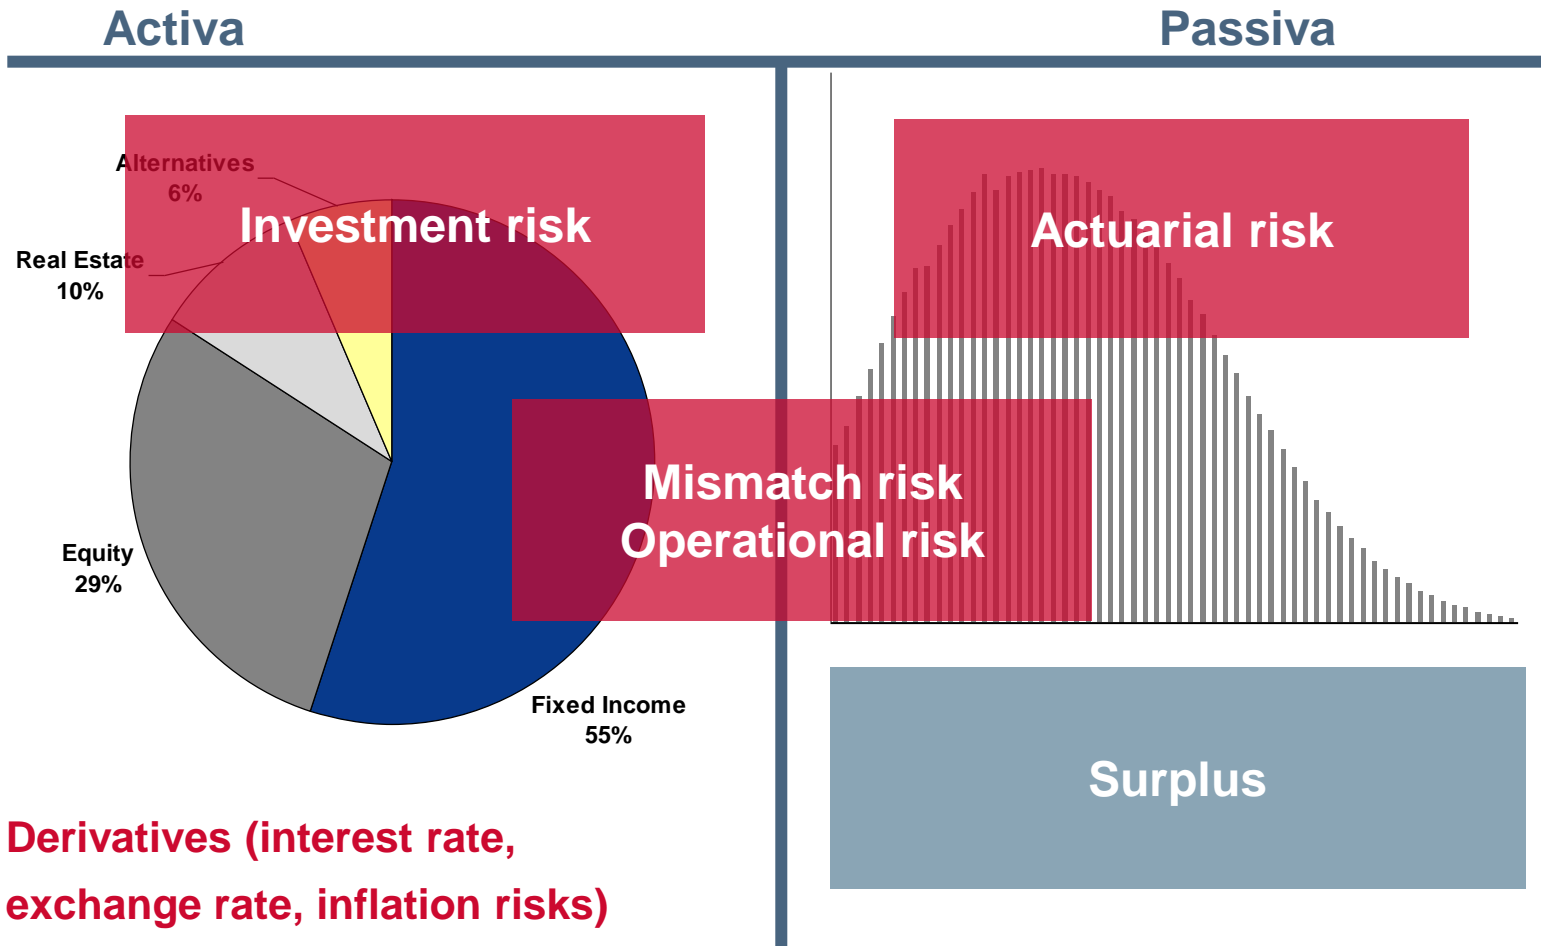 Activa
Passiva
Alternatives
6%
Investment risk
Real Estate
10%
Equity
29%
Fixed Income
55%
Actuarial risk
Mismatch risk
Operational risk
Surplus
Derivatives (interest rate,
exchange rate, inflation risks)